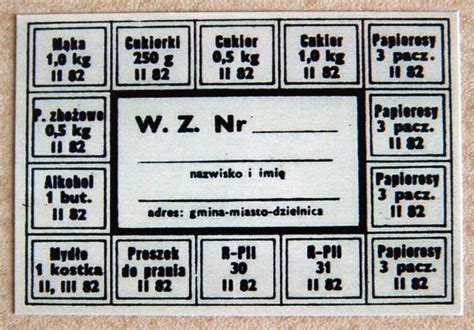 Mąka
1,0 kg
II 82
Cukierki
250 g
II 82
Cukier
0,5 kg
II 82
Cukier
1,0 kg
II 82
Papierosy
3 pacz.
II 82
P. zbożowe
0,5 kg
II 82
W. Z. Nr
nazwisko i imię
adres: gmina-miasto-dzielnica
Papierosy
3 pacz.
II 82
Alkohol
1 but.
II 82
Papierosy
3 pacz.
II 82
Mydło
1 kostka
II, III 82
Proszek
do prania
II 82
R-PII
30
II 82
R-PII
31
II 82
Papierosy
3 pacz.
II 82